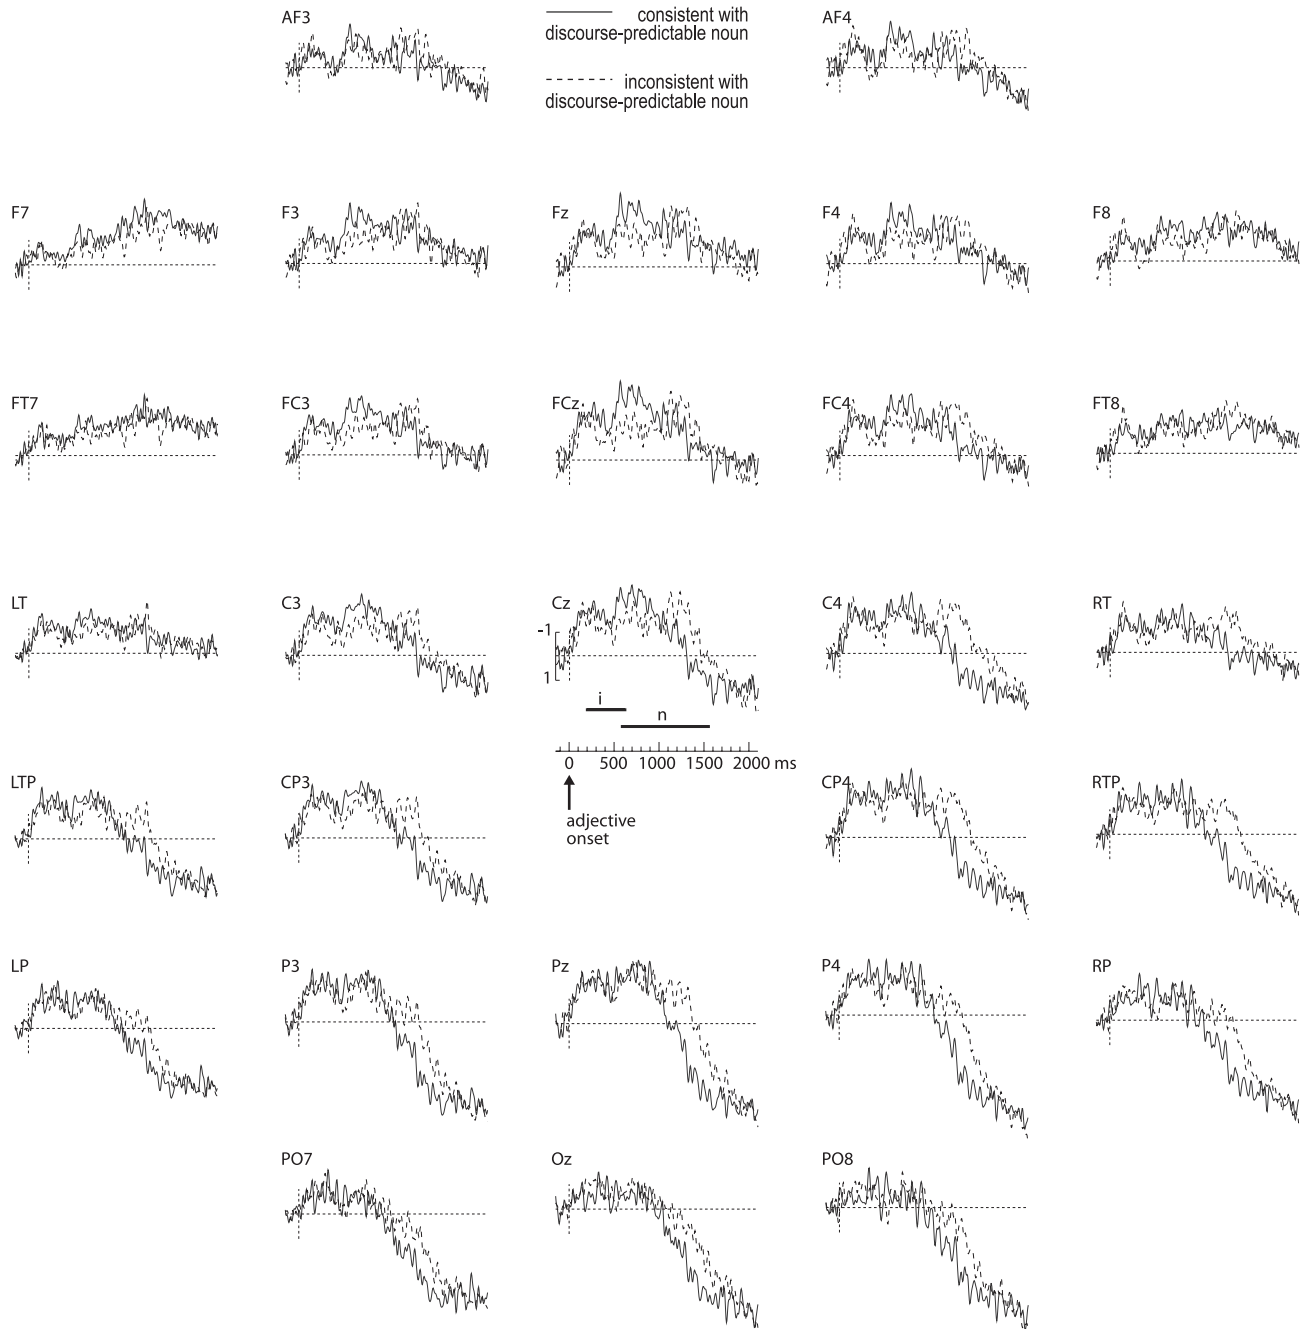 AF3
consistent with
discourse-predictable noun
inconsistent with
discourse-predictable noun
AF4
F7
F3
Fz
F4
F8
FT7
FC3
FCz
FC4
FT8
LT
C3
Cz
C4
RT
-1
1
i
n
0 500 1000 1500 2000 ms
adjective
onset
LTP
CP3
CP4
RTP
LP
P3
Pz
P4
RP
PO7
Oz
PO8